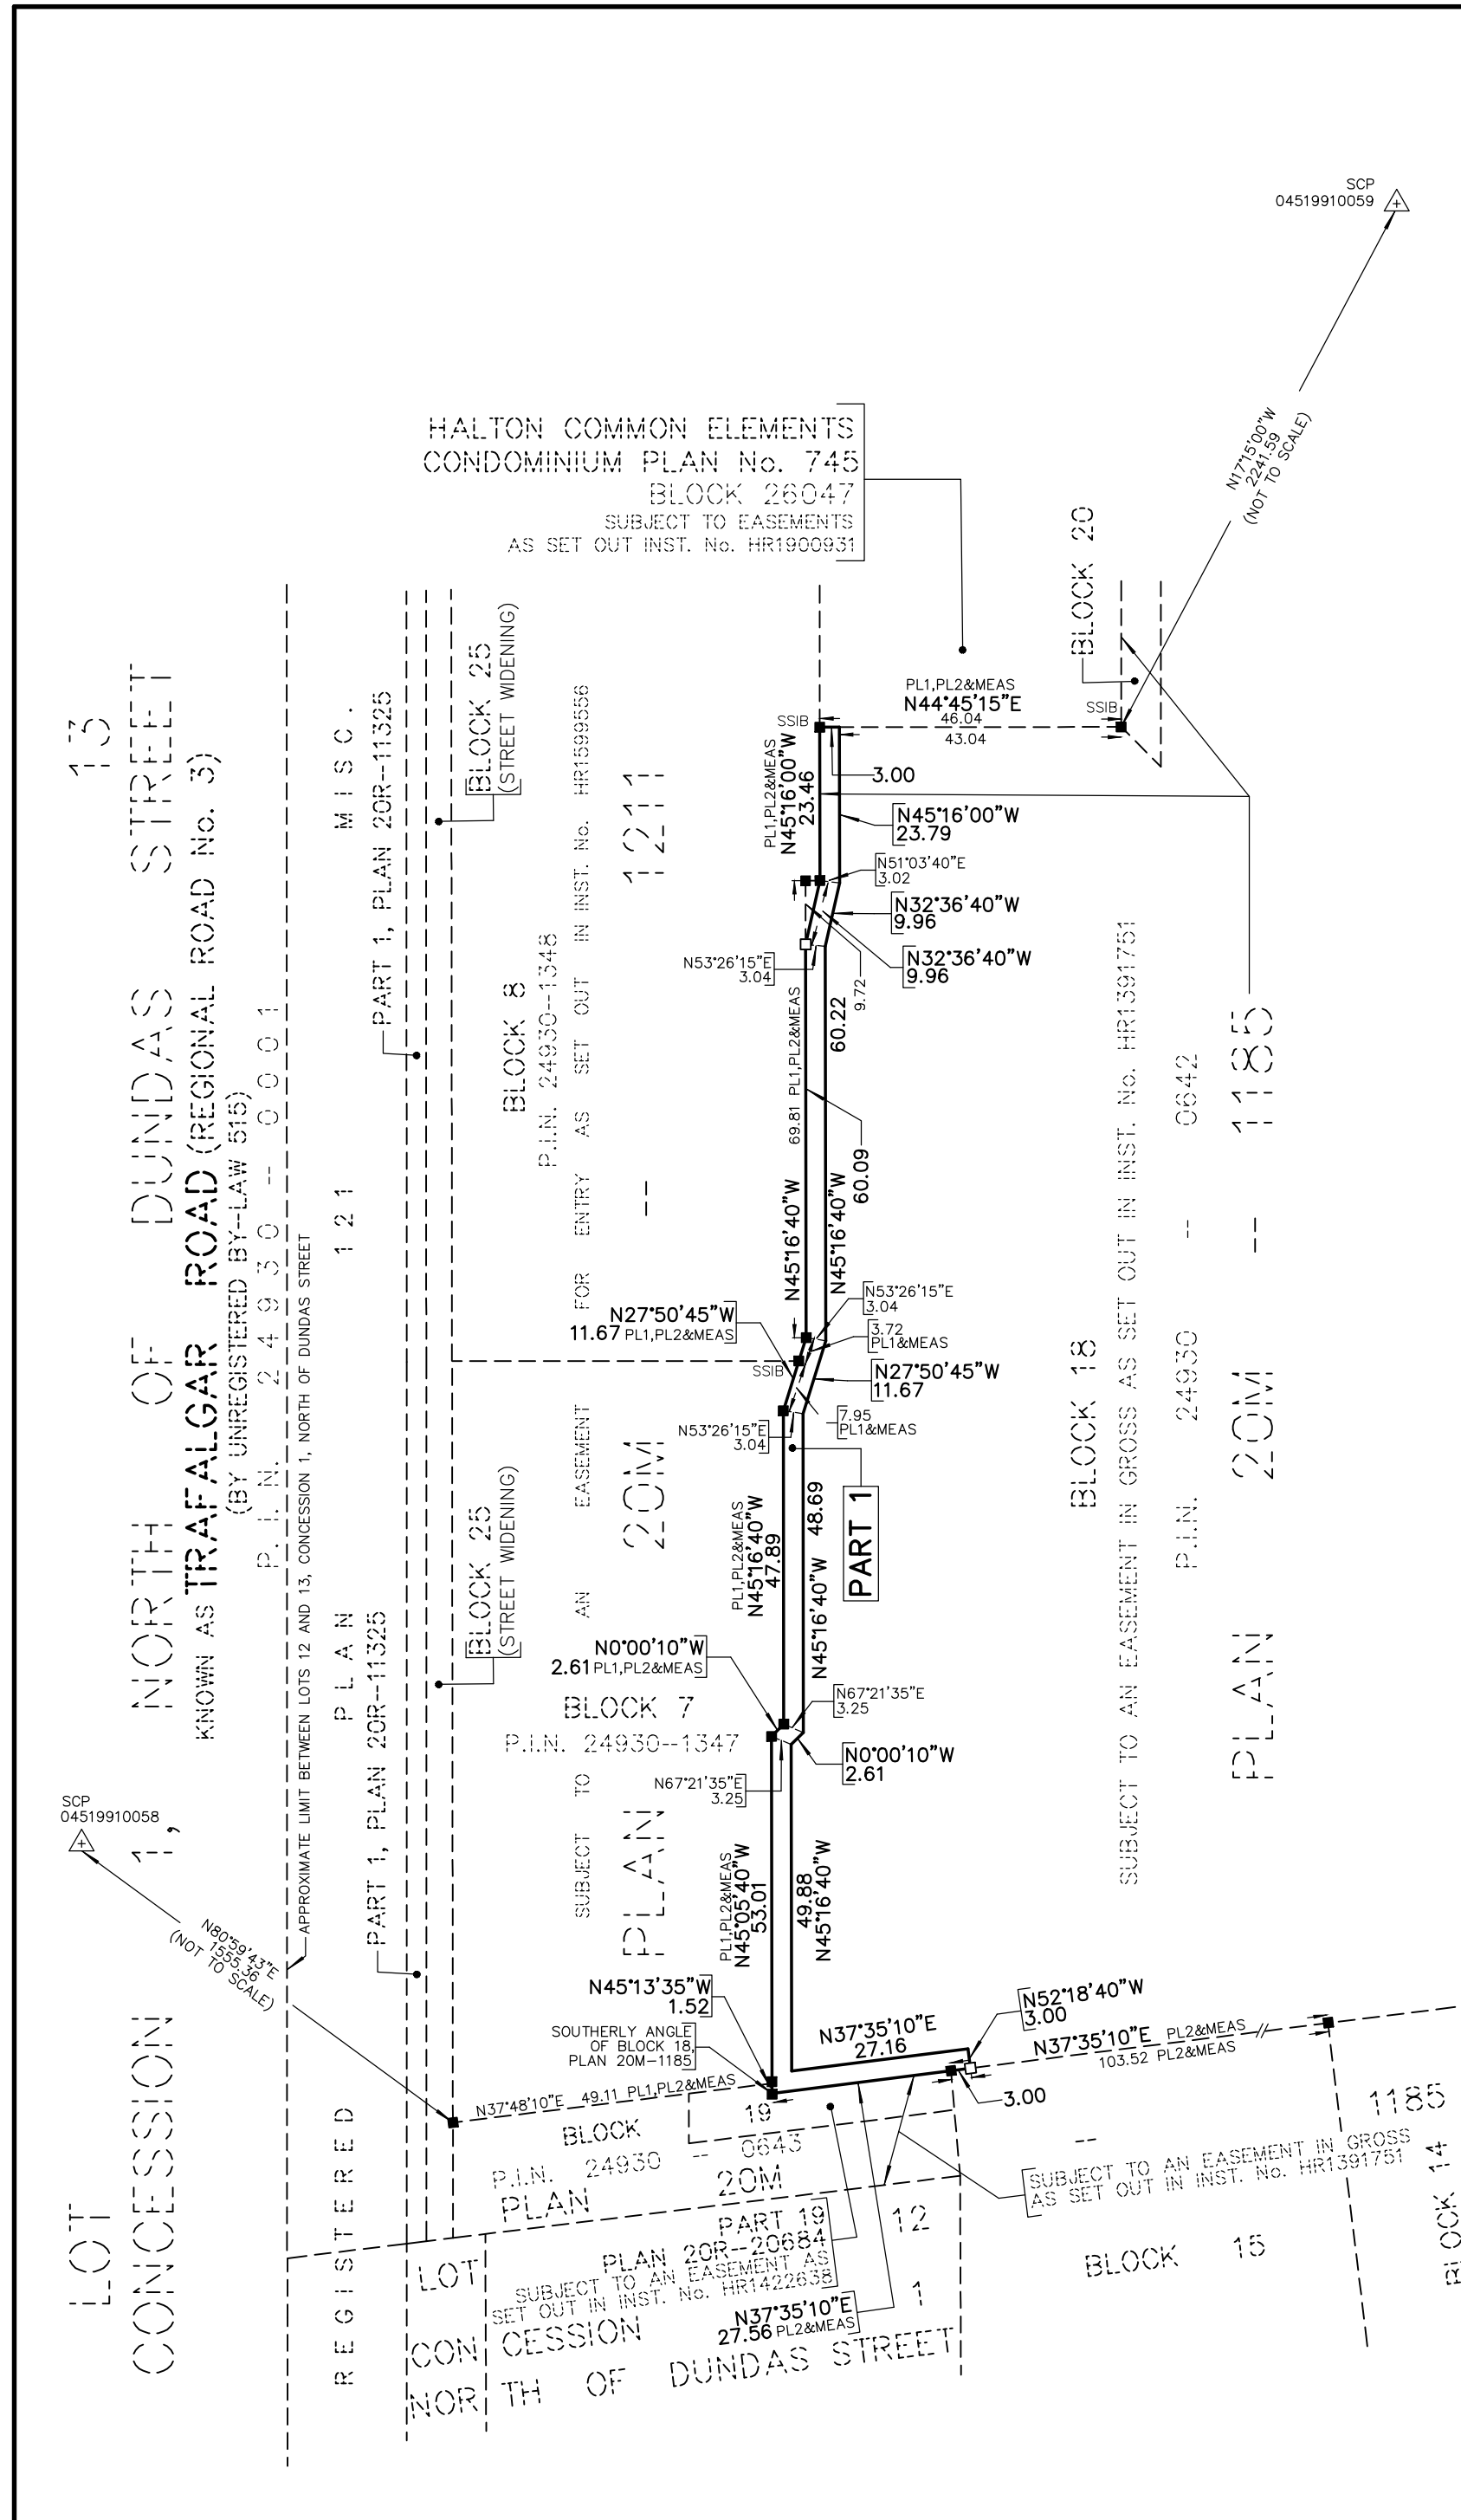 SCP
04519910059
N17°15'00"W
2241.59
(NOT TO SCALE)
HALTON COMMON ELEMENTS
CONDOMINIUM PLAN No. 745
BLOCK 26047
SUBJECT TO EASEMENTS
AS SET OUT INST. No. HR1900931
BLOCK 20
LOT 13
CONCESSION 1, NORTH OF DUNDAS STREET
KNOWN AS TRAFALGAR ROAD (REGIONAL ROAD No. 3)
(BY UNREGISTERED BY--LAW 515)
P.I.N. 24930 -- 0001
APPROXIMATE LIMIT BETWEEN LOTS 12 AND 13, CONCESSION 1, NORTH OF DUNDAS STREET
REGISTERED PLAN 121 MISC.
PART 1, PLAN 20R--11325
PART 1, PLAN 20R--11325
BLOCK 25
(STREET WIDENING)
BLOCK 25
(STREET WIDENING)
BLOCK 8
P.I.N. 24930--1348
SUBJECT TO AN EASEMENT FOR ENTRY AS SET OUT IN INST. No. HR1599556
PLAN 20M -- 1211
PL1,PL2&MEAS
N44°45'15"E
46.04
43.04
SSIB
SSIB
PL1,PL2&MEAS
N45°16'00"W
23.46
3.00
N45°16'00"W
23.79
N51°03'40"E
3.02
N32°36'40"W
9.96
N32°36'40"W
9.96
9.72
N53°26'15"E
3.04
69.81 PL1,PL2&MEAS
60.22
60.09
N45°16'40"W
N45°16'40"W
N53°26'15"E
3.04
3.72
PL1&MEAS
N27°50'45"W
11.67 PL1,PL2&MEAS
SSIB
N27°50'45"W
11.67
7.95
PL1&MEAS
N53°26'15"E
3.04
PART 1
PL1,PL2&MEAS
N45°16'40"W
47.89
N45°16'40"W 48.69
BLOCK 18
SUBJECT TO AN EASEMENT IN GROSS AS SET OUT IN INST. No. HR1391751
P.I.N. 24930 -- 0642
PLAN 20M -- 1185
N0°00'10"W
2.61 PL1,PL2&MEAS
BLOCK 7
P.I.N. 24930--1347
N67°21'35"E
3.25
N0°00'10"W
2.61
N67°21'35"E
3.25
SCP
04519910058
N80°59'43"E
1555.36
(NOT TO SCALE)
PL1,PL2&MEAS
N45°05'40"W
53.01
49.88
N45°16'40"W
N45°13'35"W
1.52
SOUTHERLY ANGLE
OF BLOCK 18,
PLAN 20M-1185
N37°35'10"E
27.16
N52°18'40"W
3.00
N37°35'10"E PL2&MEAS
103.52 PL2&MEAS
3.00
N37°48'10"E 49.11 PL1,PL2&MEAS
BLOCK 19
P.I.N. 24930 -- 0643
PLAN 20M -- 1185
SUBJECT TO AN EASEMENT IN GROSS
AS SET OUT IN INST. No. HR1391751
PART 19
PLAN 20R--20684
SUBJECT TO AN EASEMENT AS
SET OUT IN INST. No. HR1422638
N37°35'10"E
27.56 PL2&MEAS
LOT 12
CONCESSION 1
NORTH OF DUNDAS STREET
BLOCK 15
BLOCK 14